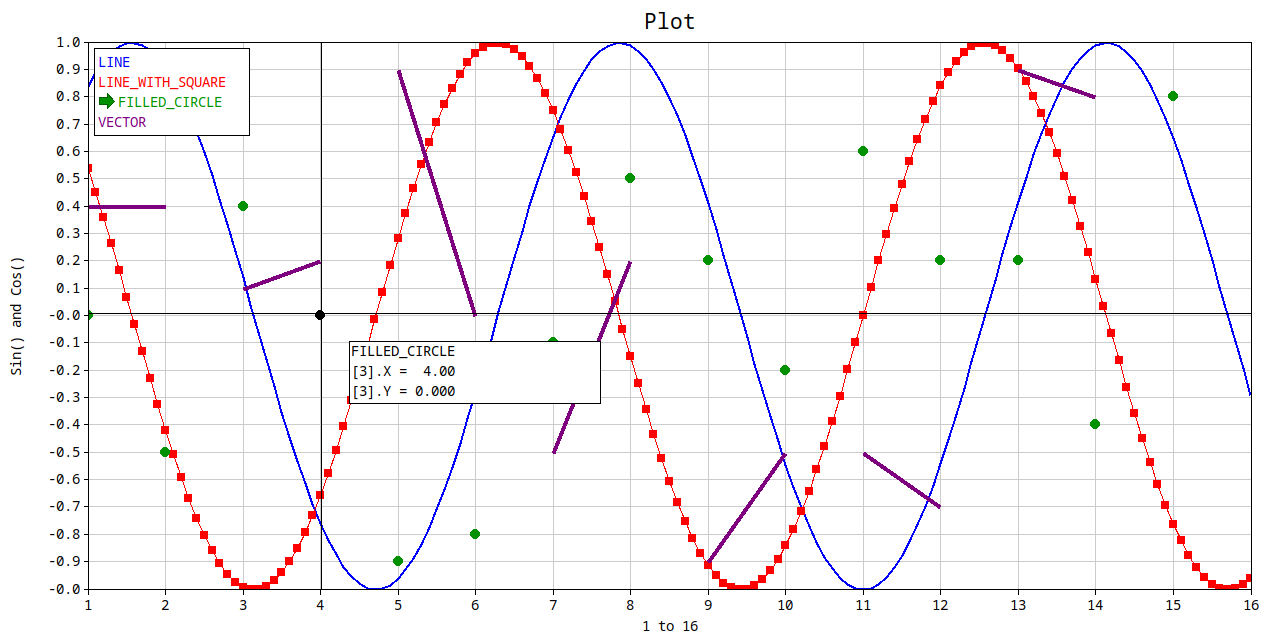 Plot
LINE
LINE_WITH_SQUARE
FILLED_CIRCLE
VECTOR
1.0
0.9
0.8
0.7
0.6
0.5
0.4
0.3
0.2
0.1
-0.0
-0.1
-0.2
-0.3
-0.4
-0.5
-0.6
-0.7
-0.8
-0.9
-0.0
Sin() and Cos()
FILLED_CIRCLE
[3].X =  4.00
[3].Y = 0.000
1 2 3 4 5 6 7 8 9 10 11 12 13 14 15 16
1 to 16